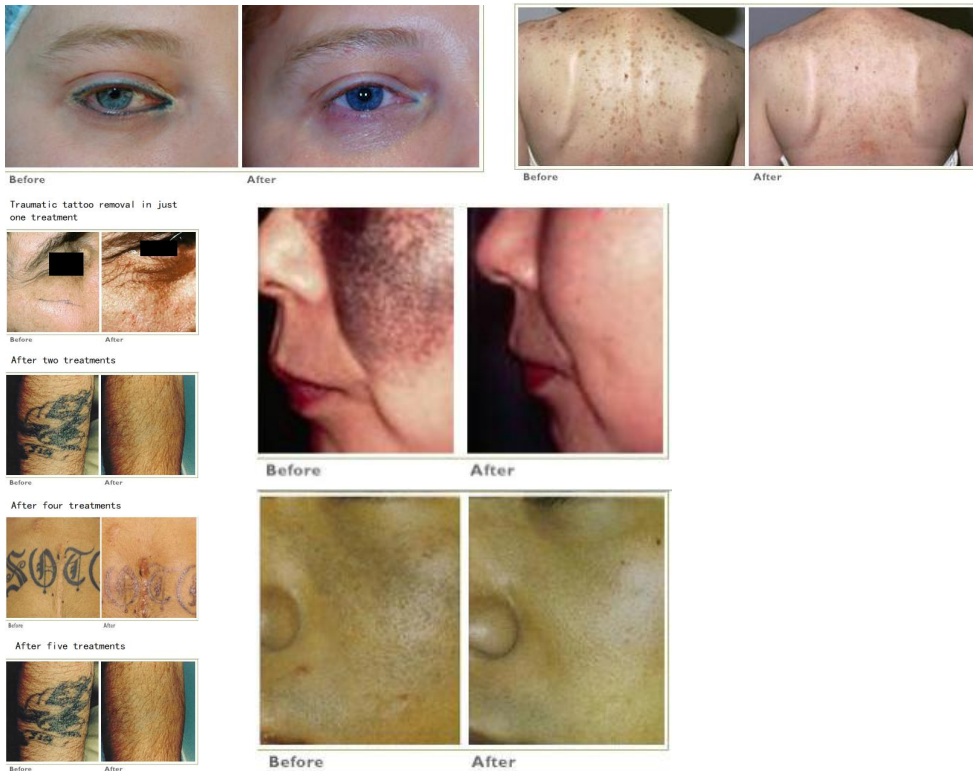 Before
After
Before
After
Traumatic tattoo removal in just
one treatment
Before
After
After two treatments
Before
After
After four treatments
SOTC
Before
After
After five treatments
Before
After
Before
After
Before
After